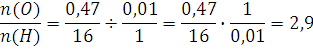 n(O)/n(H) = 0,47/16 ÷ 0,01/1 = 0,47/16 · 1/0,01 = 2,9